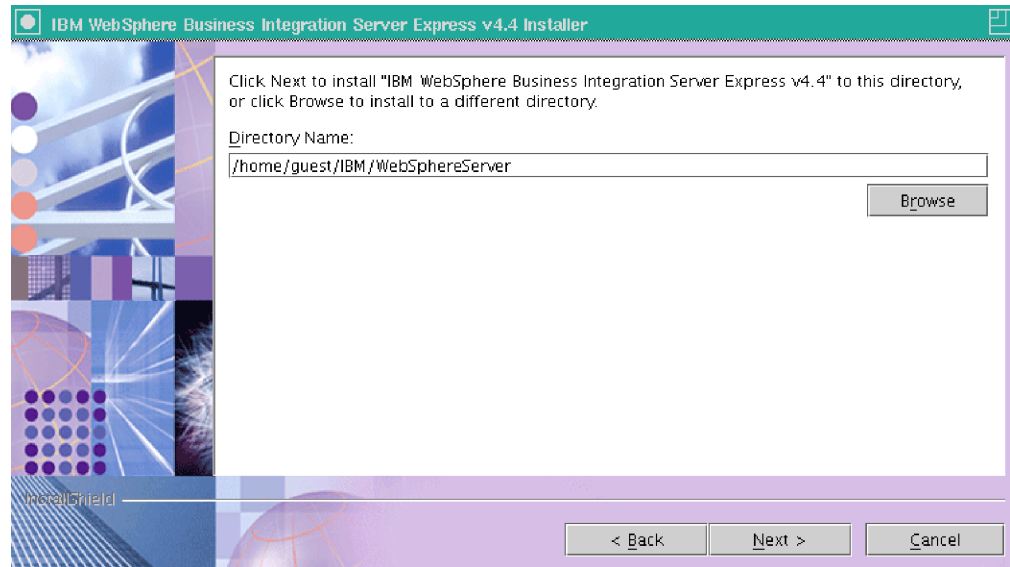 IBM WebSphere Business Integration Server Express v4.4 Installer
Click Next to install "IBM WebSphere Business Integration Server Express v4.4" to this directory,
or click Browse to install to a different directory.
Directory Name:
/home/guest/IBM/WebSphereServer
Browse
InstallShield
< Back
Next >
Cancel